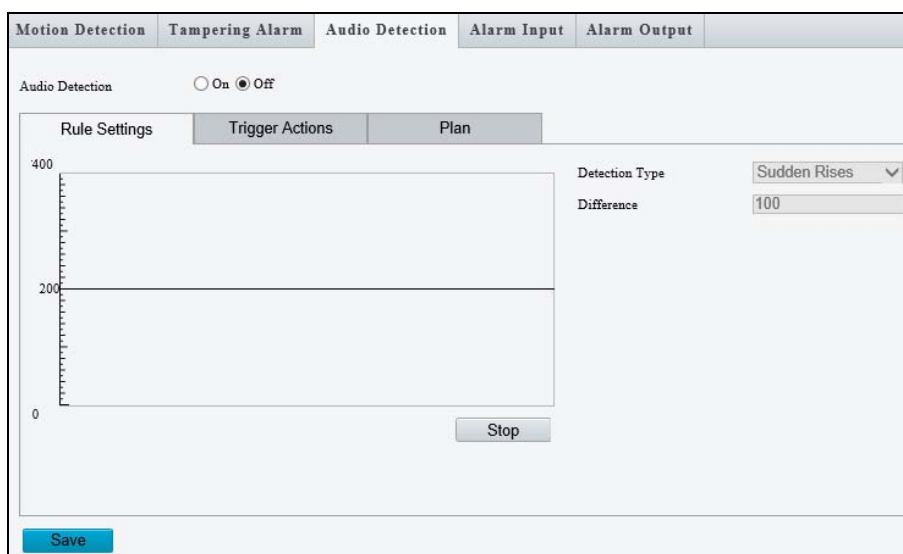 Motion Detection Tampering Alarm Audio Detection Alarm Input Alarm Output
Audio Detection On Off
Rule Settings Trigger Actions Plan
400
Detection Type Sudden Rises
Difference 100
200
0
Stop
Save